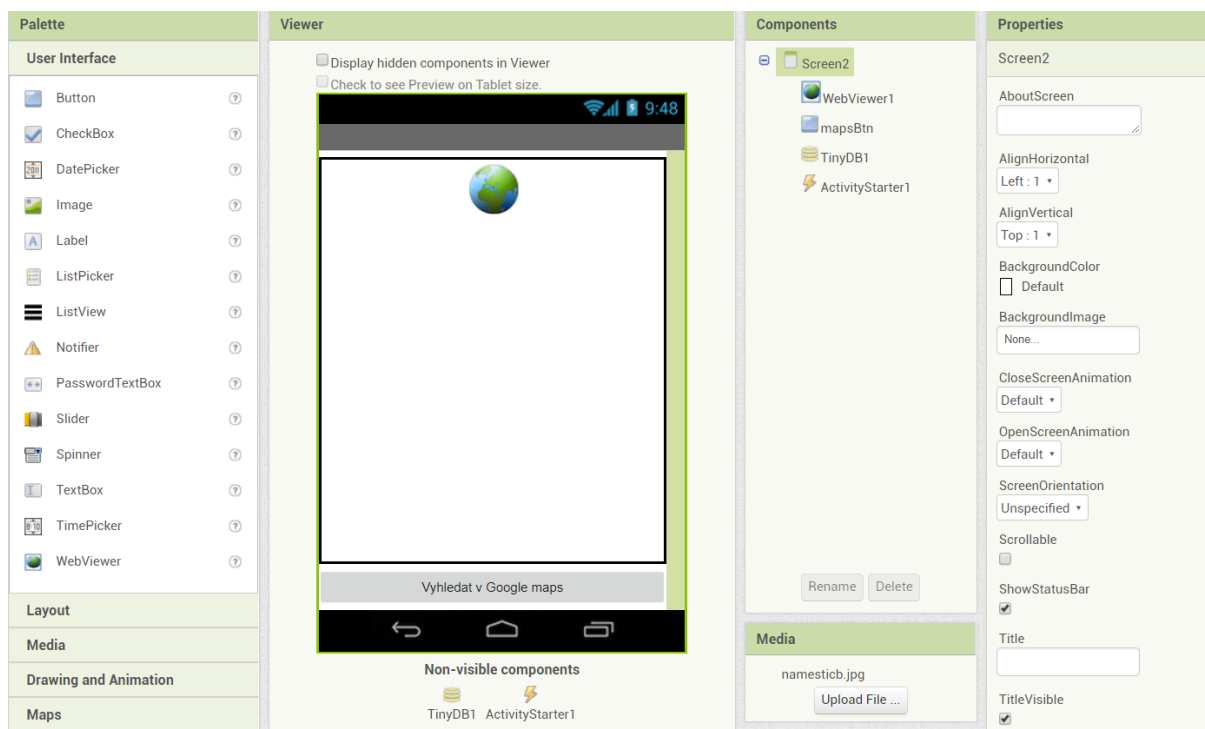 Palette
User Interface
Button
CheckBox
DatePicker
Image
Label
ListPicker
ListView
Notifier
PasswordTextBox
Slider
Spinner
TextBox
TimePicker
WebViewer
Layout
Media
Drawing and Animation
Maps
Viewer
Display hidden components in Viewer
Check to see Preview on Tablet size.
9:48
Vyhledat v Google maps
Non-visible components
TinyDB1 ActivityStarter1
Components
Screen2
WebViewer1
mapsBtn
TinyDB1
ActivityStarter1
Rename Delete
Media
namesticb.jpg
Upload File ...
Properties
Screen2
AboutScreen
AlignHorizontal
Left : 1
AlignVertical
Top : 1
BackgroundColor
Default
BackgroundImage
None...
CloseScreenAnimation
Default
OpenScreenAnimation
Default
ScreenOrientation
Unspecified
Scrollable
ShowStatusBar
Title
TitleVisible